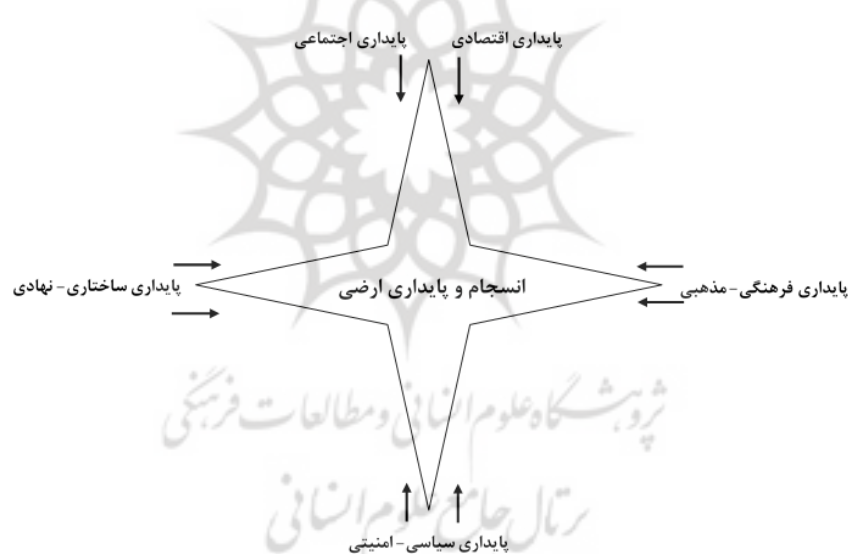 پایداری اقتصادی
پایداری اجتماعی
پایداری فرهنگی - مذهبی
انسجام و پایداری ارضی
پایداری ساختاری - نهادی
پژوهشگاه علوم انسانی و مطالعات فرهنگی
پرتال جامع علوم انسانی
پایداری سیاسی - امنیتی